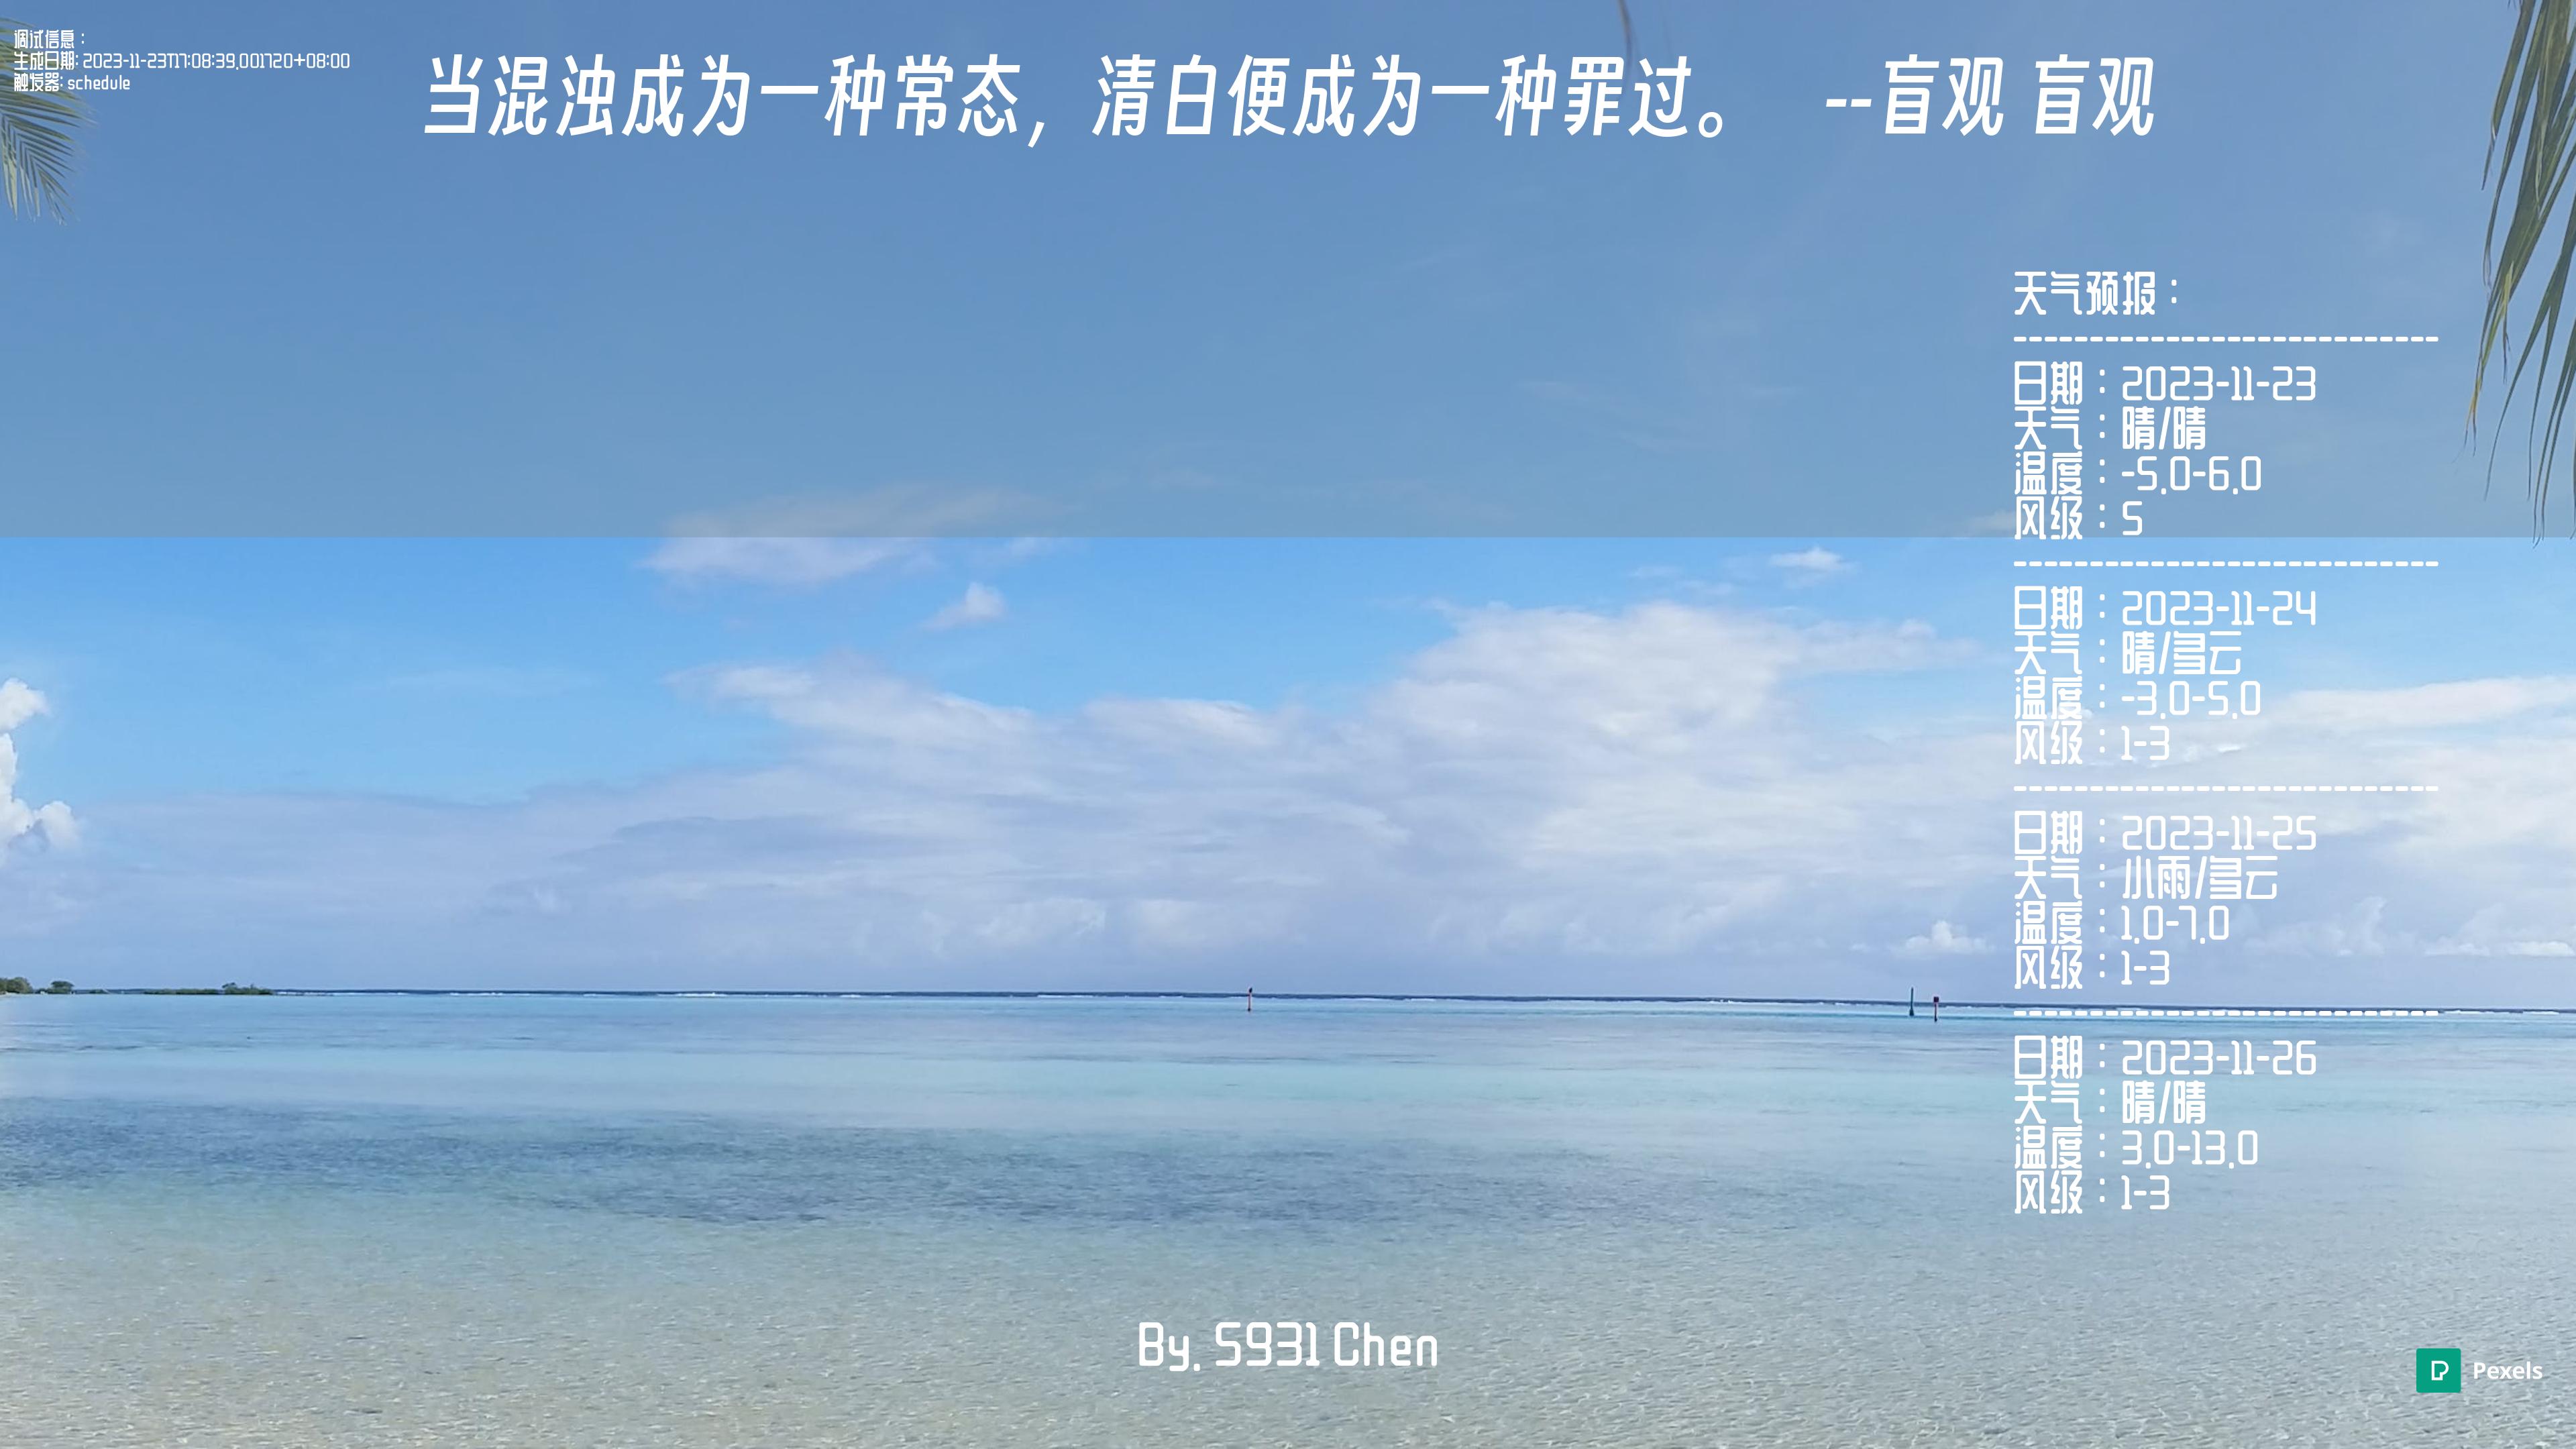 调试信息：
生成日期: 2023-11-23T17:08:39.001720+08:00
触发器: schedule
当混浊成为一种常态，清白便成为一种罪过。 --盲观 盲观
天气预报：
----------------------------
日期：2023-11-23
天气：晴/晴
温度：-5.0-6.0
风级：5
----------------------------
日期：2023-11-24
天气：晴/多云
温度：-3.0-5.0
风级：1-3
----------------------------
日期：2023-11-25
天气：小雨/多云
温度：1.0-7.0
风级：1-3
----------------------------
日期：2023-11-26
天气：晴/晴
温度：3.0-13.0
风级：1-3
By. S931 Chen
Pexels